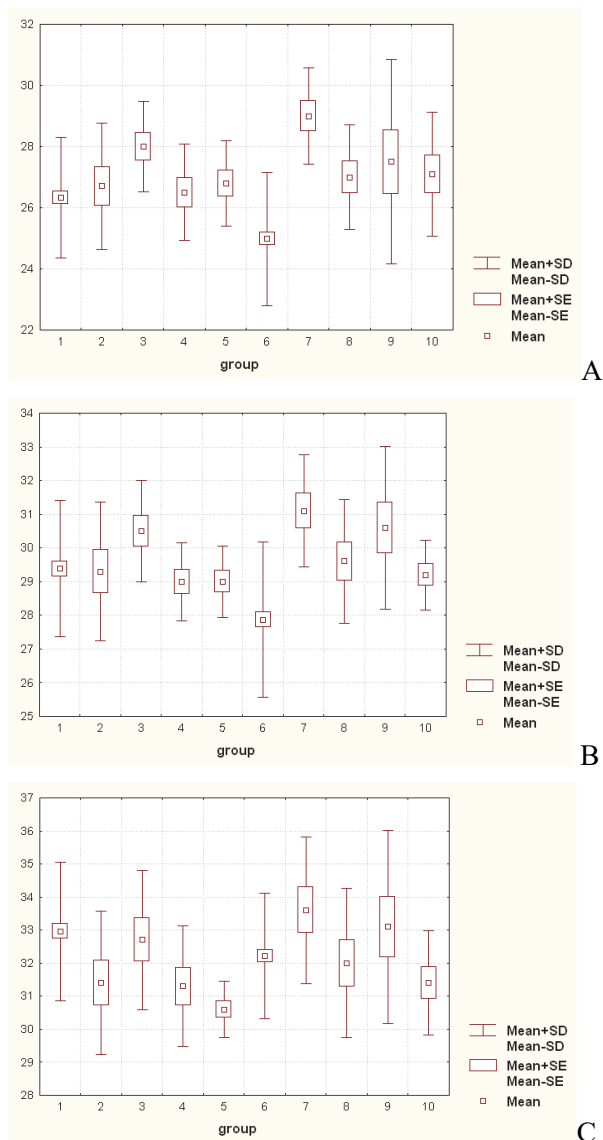 32
30
28
26
24
22
1 2 3 4 5 6 7 8 9 10
group
Mean+SD
Mean-SD
Mean+SE
Mean-SE
Mean
A
34
33
32
31
30
29
28
27
26
25
1 2 3 4 5 6 7 8 9 10
group
Mean+SD
Mean-SD
Mean+SE
Mean-SE
Mean
B
37
36
35
34
33
32
31
30
29
28
1 2 3 4 5 6 7 8 9 10
group
Mean+SD
Mean-SD
Mean+SE
Mean-SE
Mean
C